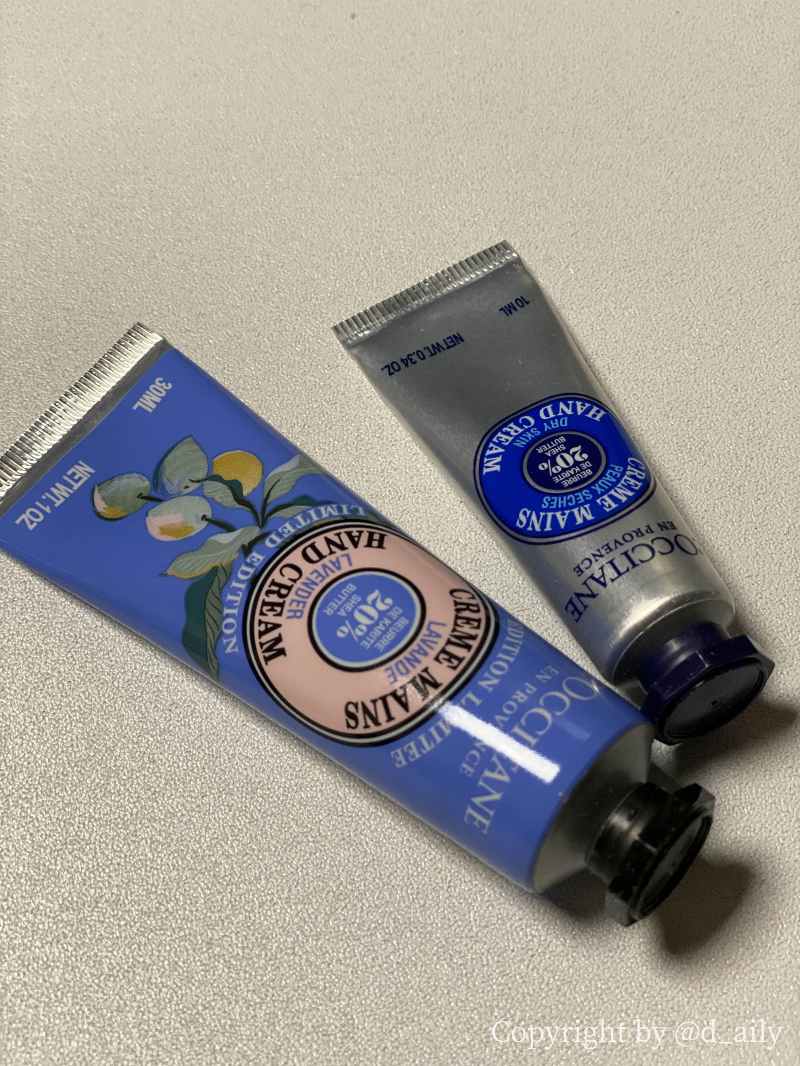 30ML
NET WT. 1 OZ
LIMITED EDITION
HAND CREAM
LAVENDER
SHEA
BUTTER
20%
BEURRE
DE KARITE
LAVANDE
CREME MAINS
EDITION LIMITEE
EN PROVENCE
L'OCCITANE
10 ML
NET WT. 0.34 OZ.
HAND CREAM
DRY SKIN
SHEA
BUTTER
20%
BEURRE
DE KARITE
PEAUX SECHES
CREME MAINS
EN PROVENCE
L'OCCITANE
Copyright by @d_aily